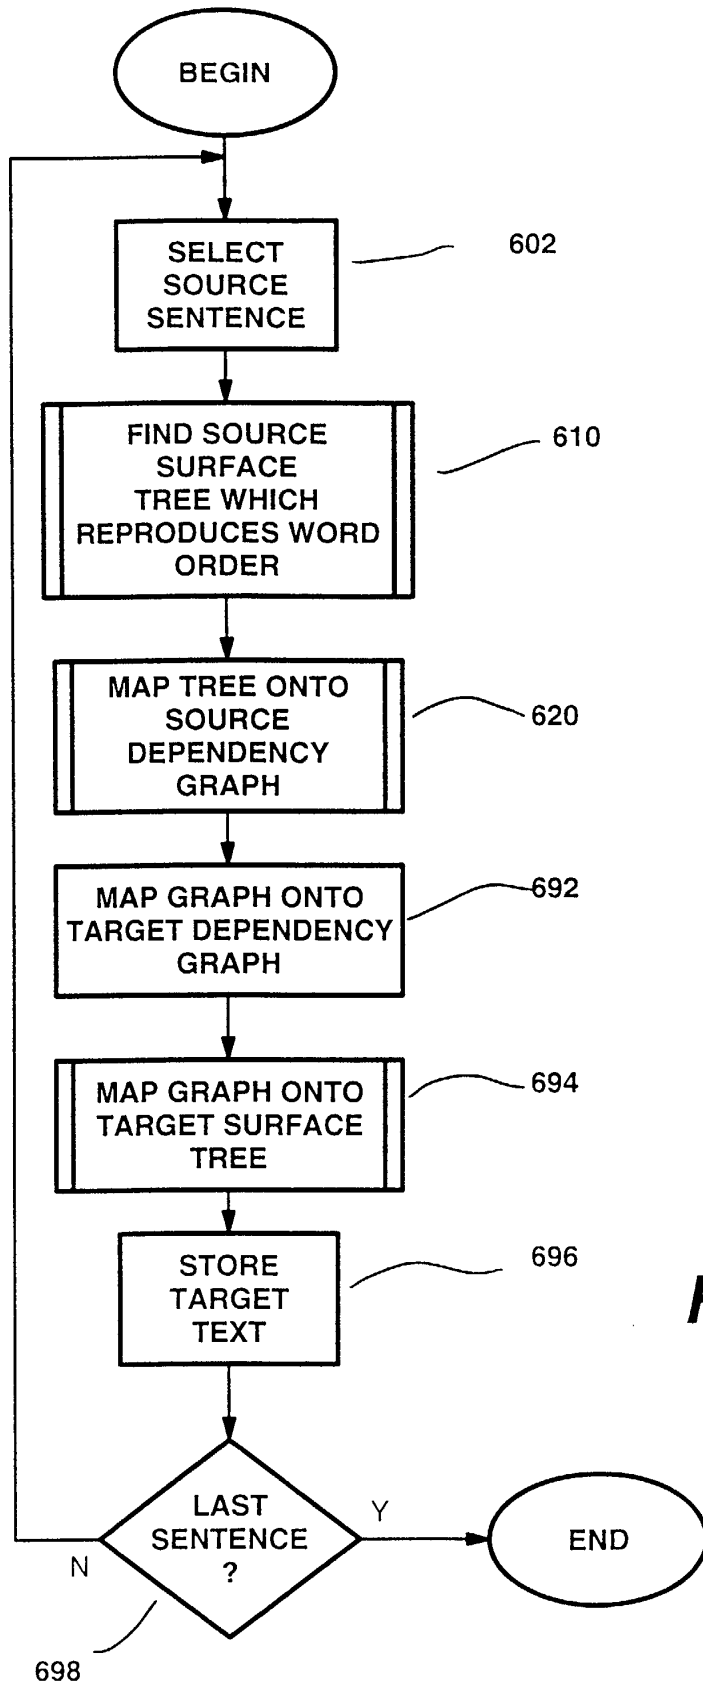 BEGIN
SELECT
SOURCE
SENTENCE
602
FIND SOURCE
SURFACE
TREE WHICH
REPRODUCES WORD
ORDER
610
MAP TREE ONTO
SOURCE
DEPENDENCY
GRAPH
620
MAP GRAPH ONTO
TARGET DEPENDENCY
GRAPH
692
MAP GRAPH ONTO
TARGET SURFACE
TREE
694
STORE
TARGET
TEXT
696
LAST
SENTENCE
?
Y
N
END
698